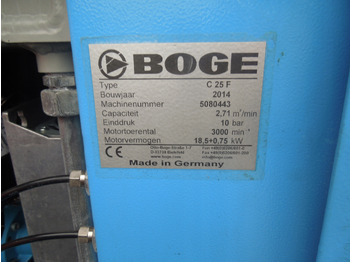 BOGE
Type C 25 F
Bouwjaar 2014
Machinenummer 5080443
Capaciteit 2,71 m³/min
Einddruk 10 bar
Motortoerental 3000 min⁻¹
Motorvermogen 18,5+0,75 kW
CE
Made in Germany